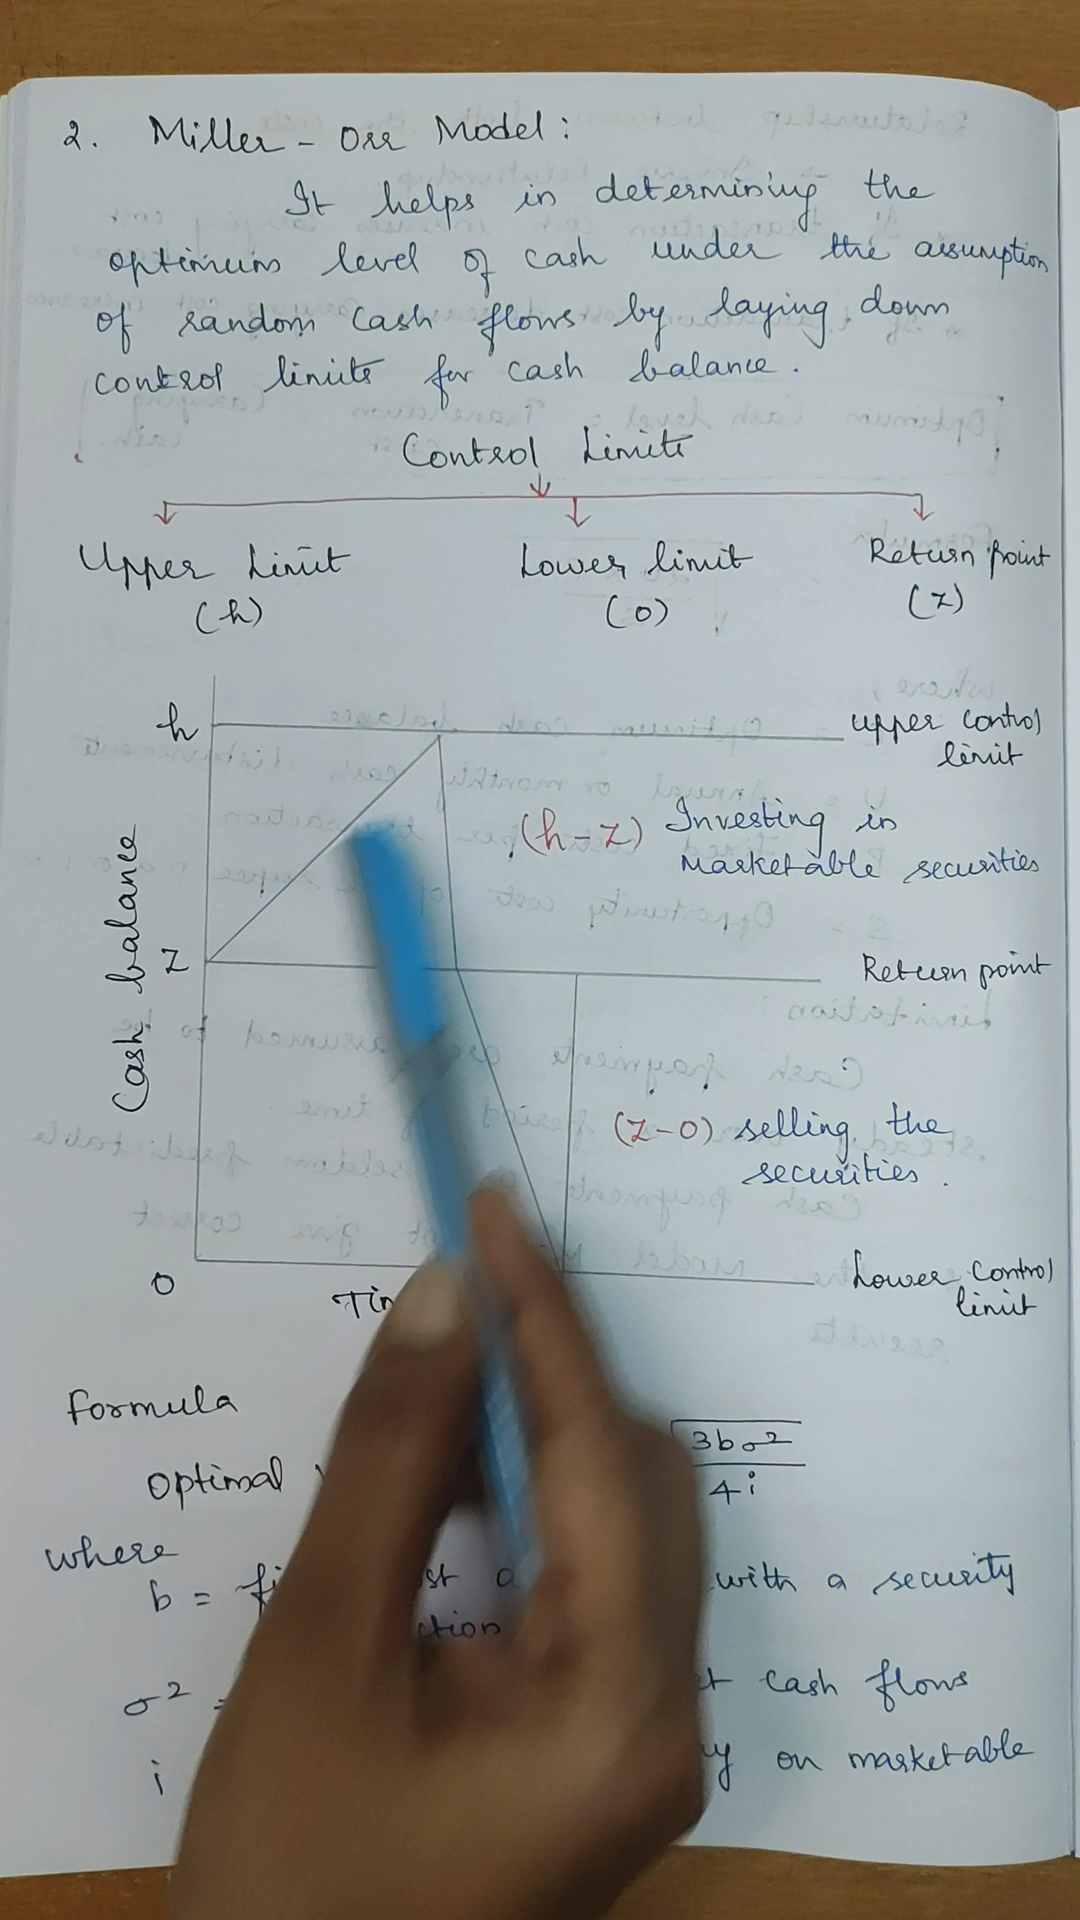 2. Miller - Orr Model:
It helps in determining the
optimum level of cash under the assumption
of random cash flows by laying down
control limits for cash balance.
Control Limits
Upper Limit
(h)
Lower limit
(0)
Return point
(z)
h
upper control
limit
(h-z) Investing in
Marketable securities
Cash balance
z
Return point
(z-0) selling the
securities.
0
Lower control
limit
Formula
Optimal
3bσ2
4i
where
b =
with a security
σ2 =
cash flows
i
on marketable